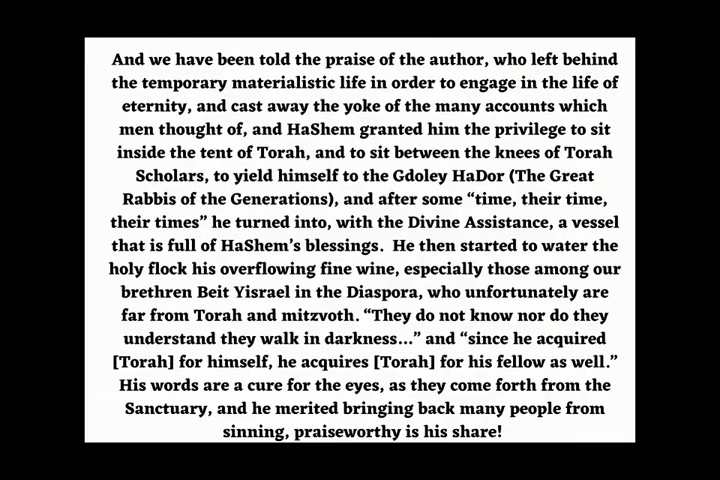 And we have been told the praise of the author, who left behind
the temporary materialistic life in order to engage in the life of
eternity, and cast away the yoke of the many accounts which
men thought of, and HaShem granted him the privilege to sit
inside the tent of Torah, and to sit between the knees of Torah
Scholars, to yield himself to the Gdoley HaDor (The Great
Rabbis of the Generations), and after some “time, their time,
their times” he turned into, with the Divine Assistance, a vessel
that is full of HaShem’s blessings.  He then started to water the
holy flock his overflowing fine wine, especially those among our
brethren Beit Yisrael in the Diaspora, who unfortunately are
far from Torah and mitzvoth. “They do not know nor do they
understand they walk in darkness...” and “since he acquired
[Torah] for himself, he acquires [Torah] for his fellow as well.”
His words are a cure for the eyes, as they come forth from the
Sanctuary, and he merited bringing back many people from
sinning, praiseworthy is his share!